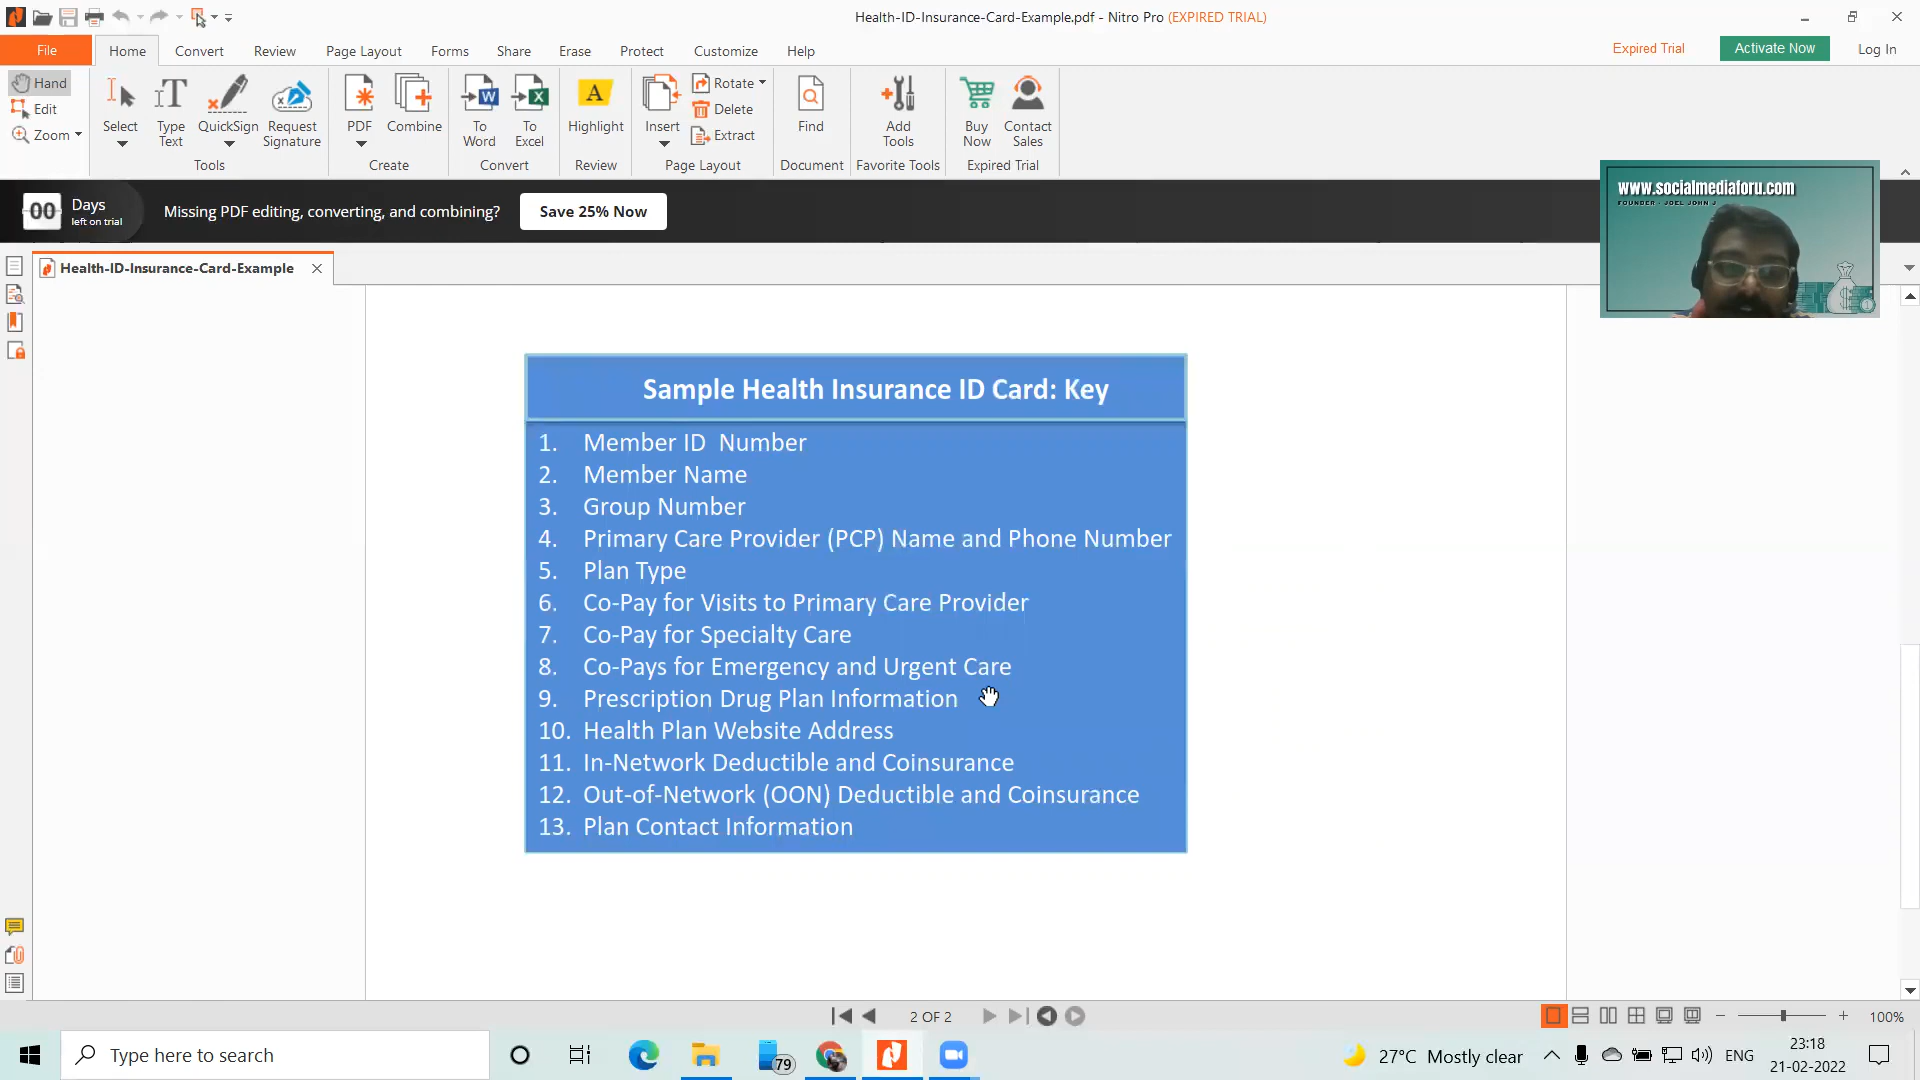 Health-ID-Insurance-Card-Example.pdf - Nitro Pro (EXPIRED TRIAL)
File Home Convert Review Page Layout Forms Share Erase Protect Customize Help
Expired Trial Activate Now Log In
Hand
Edit
Zoom
Select
Type Text
QuickSign
Request Signature
Tools
PDF
Combine
Create
To Word
To Excel
Convert
A
Highlight
Review
Insert
Rotate
Delete
Extract
Page Layout
Find
Document
Add Tools
Favorite Tools
Buy Now
Contact Sales
Expired Trial
00 Days
left on trial
Missing PDF editing, converting, and combining? Save 25% Now
www.socialmediaforu.com
FOUNDER - JOEL JOHN J
Health-ID-Insurance-Card-Example
Sample Health Insurance ID Card: Key
1. Member ID Number
2. Member Name
3. Group Number
4. Primary Care Provider (PCP) Name and Phone Number
5. Plan Type
6. Co-Pay for Visits to Primary Care Provider
7. Co-Pay for Specialty Care
8. Co-Pays for Emergency and Urgent Care
9. Prescription Drug Plan Information
10. Health Plan Website Address
11. In-Network Deductible and Coinsurance
12. Out-of-Network (OON) Deductible and Coinsurance
13. Plan Contact Information
2 OF 2
100%
Type here to search
79
27°C Mostly clear
ENG
23:18
21-02-2022